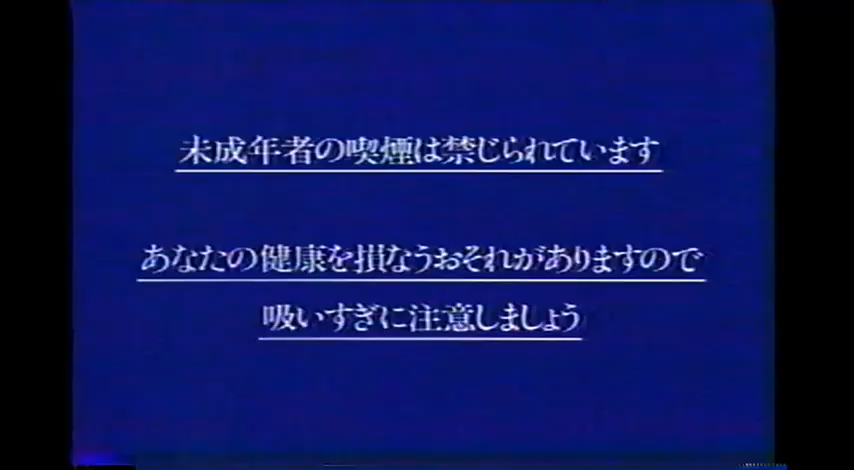 未成年者の喫煙は禁じられています
あなたの健康を損なうおそれがありますので
吸いすぎに注意しましょう